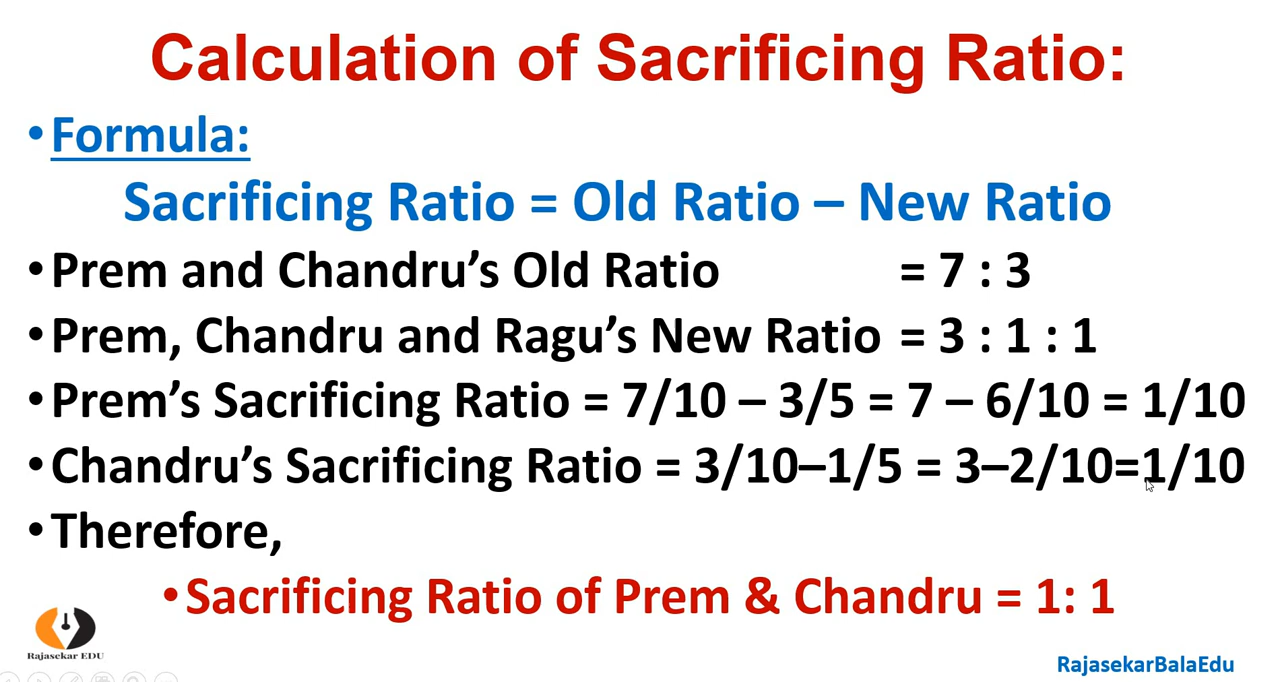 Calculation of Sacrificing Ratio:
•Formula:
Sacrificing Ratio = Old Ratio – New Ratio
•Prem and Chandru’s Old Ratio = 7 : 3
•Prem, Chandru and Ragu’s New Ratio = 3 : 1 : 1
•Prem’s Sacrificing Ratio = 7/10 – 3/5 = 7 – 6/10 = 1/10
•Chandru’s Sacrificing Ratio = 3/10–1/5 = 3–2/10=1/10
•Therefore,
•Sacrificing Ratio of Prem & Chandru = 1: 1
Rajasekar EDU
RajasekarBalaEdu